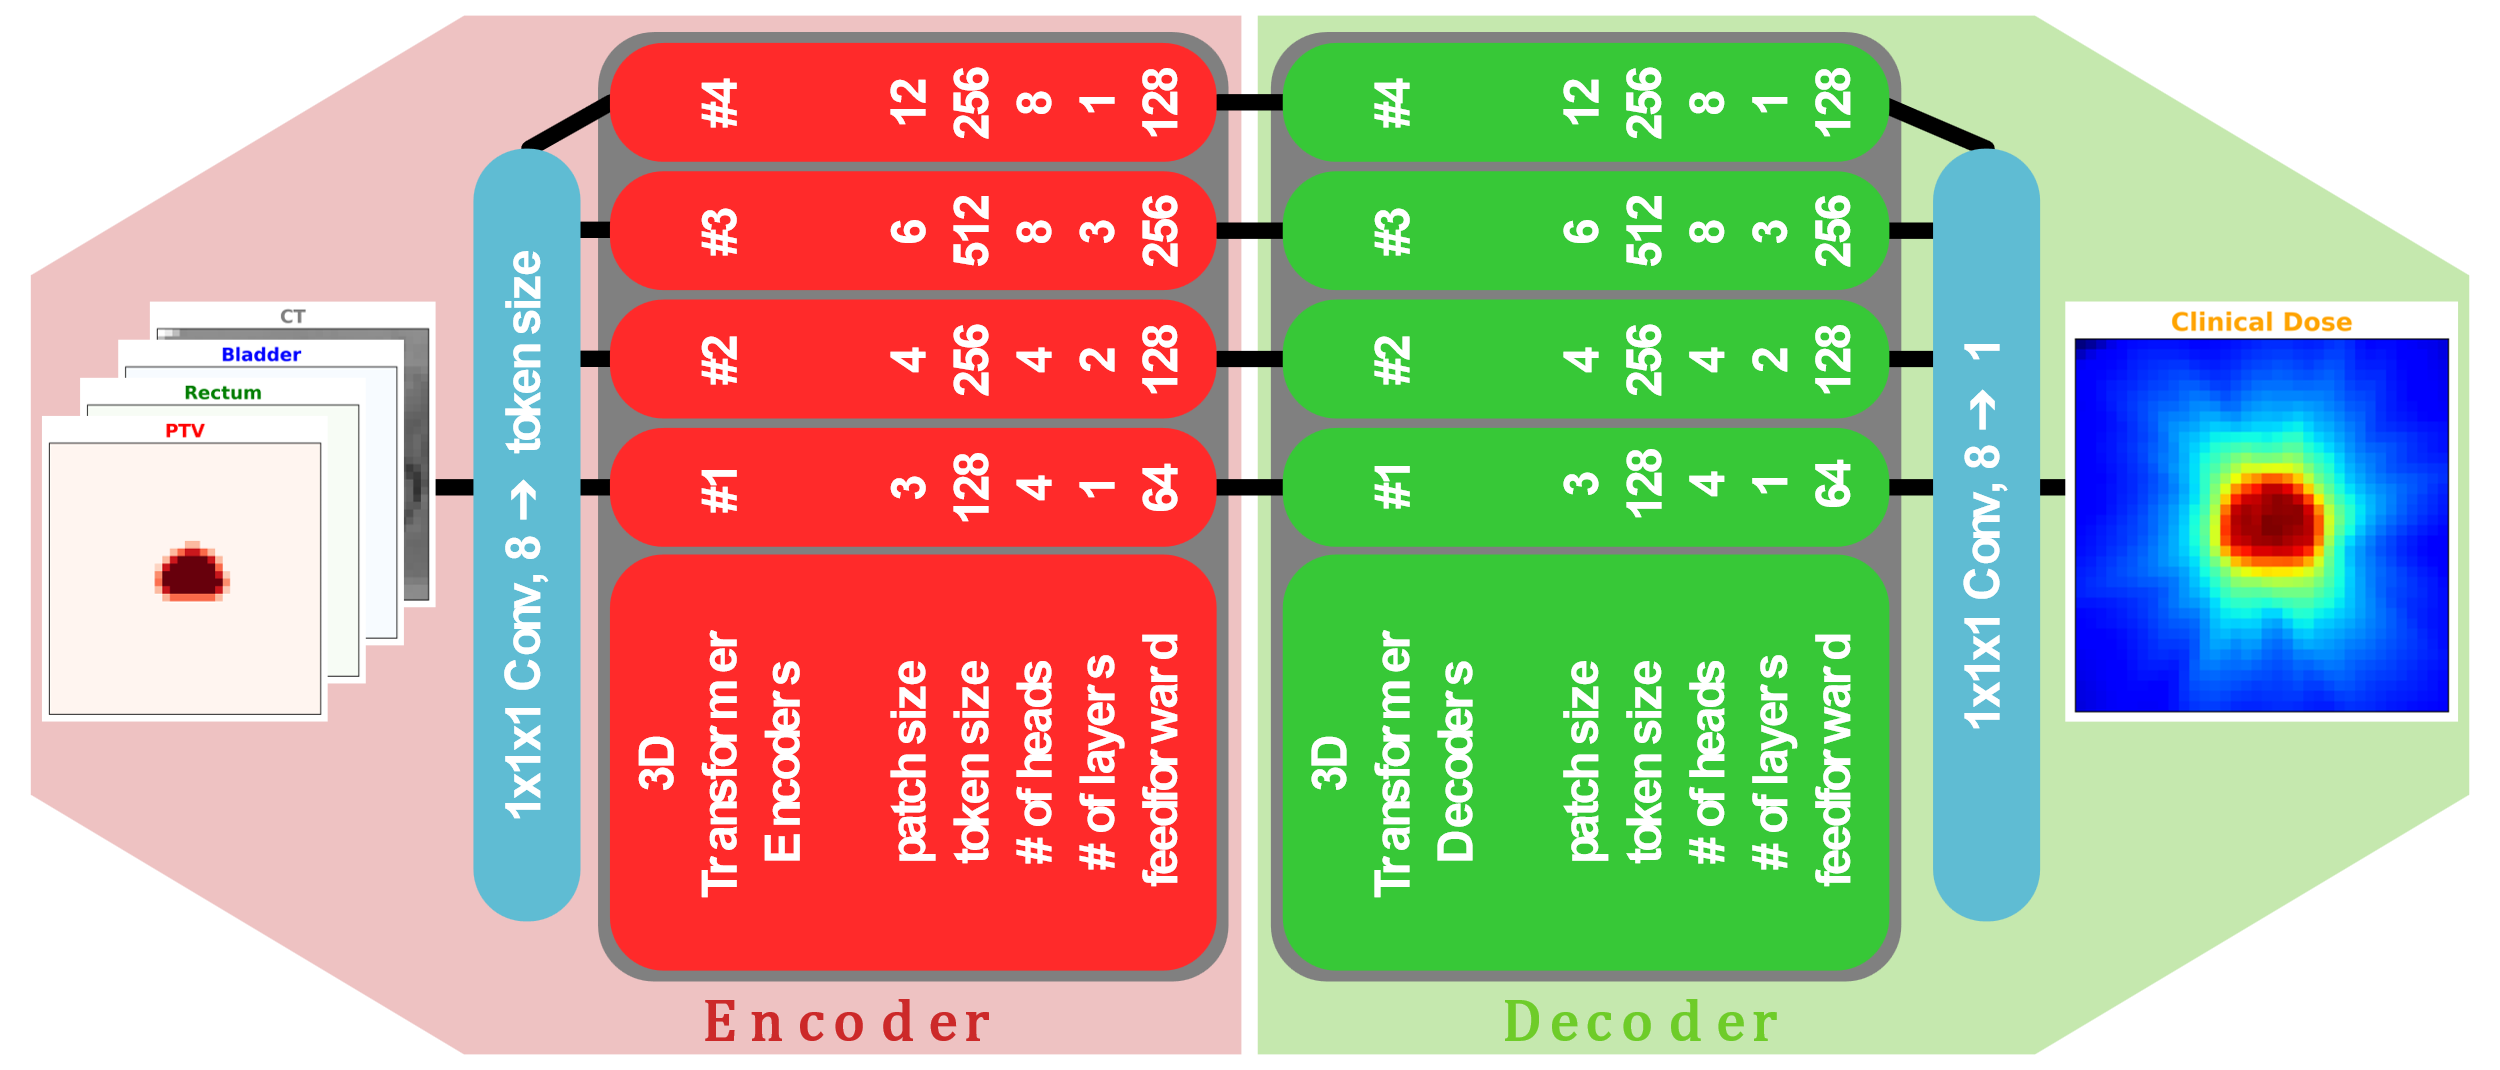 CT
Bladder
Rectum
PTV
1x1x1 Conv, 8 → token size
3D
Transformer
Encoders
patch size
token size
# of heads
# of layers
feedforward
#1
3
128
4
1
64
#2
4
256
4
2
128
#3
6
512
8
3
256
#4
12
256
8
1
128
Encoder
3D
Transformer
Decoders
patch size
token size
# of heads
# of layers
feedforward
#1
3
128
4
1
64
#2
4
256
4
2
128
#3
6
512
8
3
256
#4
12
256
8
1
128
Decoder
1x1x1 Conv, 8 → 1
Clinical Dose